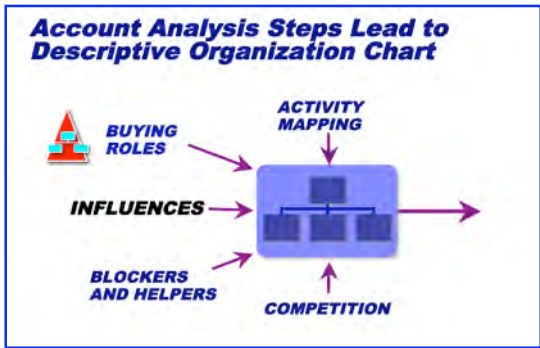 Account Analysis Steps Lead to
Descriptive Organization Chart
ACTIVITY
MAPPING
BUYING
ROLES
INFLUENCES
BLOCKERS
AND HELPERS
COMPETITION